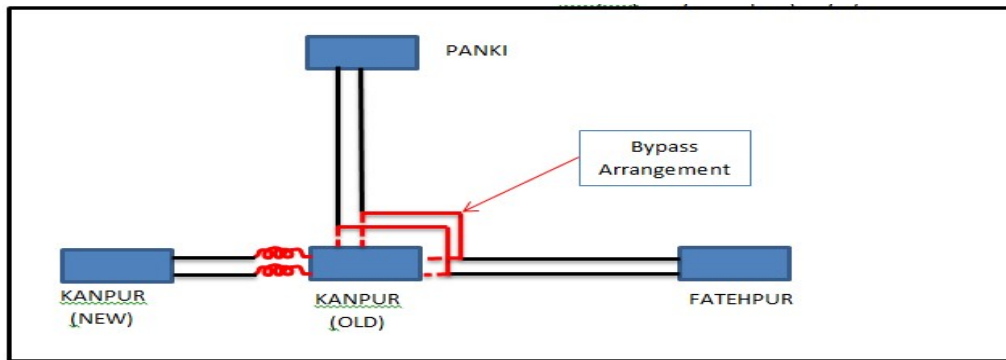 PANKI
Bypass
Arrangement
KANPUR
(NEW)
KANPUR
(OLD)
FATEHPUR